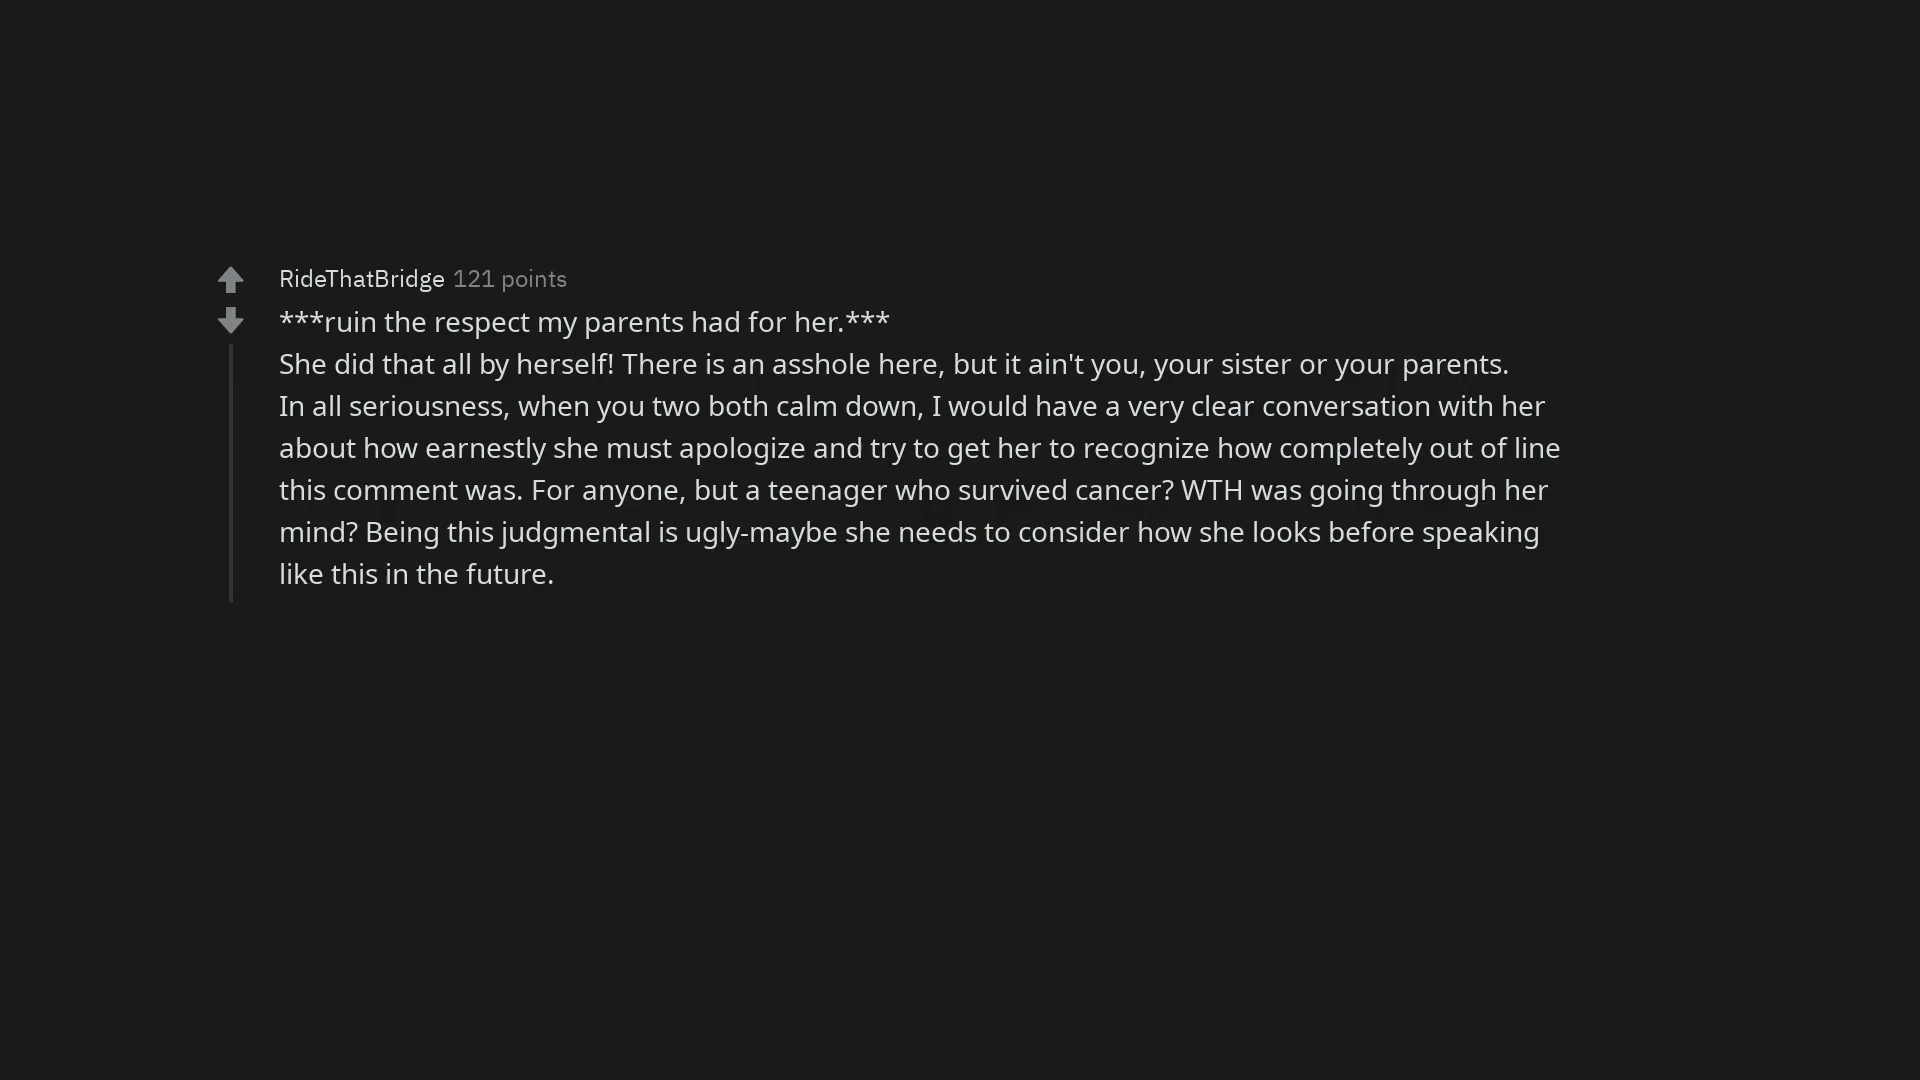 RideThatBridge 121 points
***ruin the respect my parents had for her.***
She did that all by herself! There is an asshole here, but it ain't you, your sister or your parents.
In all seriousness, when you two both calm down, I would have a very clear conversation with her
about how earnestly she must apologize and try to get her to recognize how completely out of line
this comment was. For anyone, but a teenager who survived cancer? WTH was going through her
mind? Being this judgmental is ugly-maybe she needs to consider how she looks before speaking
like this in the future.